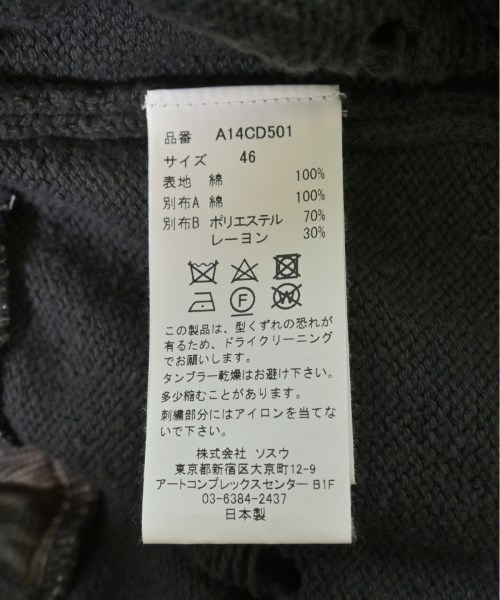 品番 A14CD501
サイズ 46
表地 綿 100%
別布A 綿 100%
別布B ポリエステル 70%
レーヨン 30%
F
W
この製品は、型くずれの恐れが
有るため、ドライクリーニング
でお願いします。
タンブラー乾燥はお避け下さい。
多少縮むことがあります。
刺繍部分にはアイロンを当てな
いで下さい。
株式会社 ソスウ
東京都新宿区大京町12-9
アートコンプレックスセンター B1F
03-6384-2437
日本製